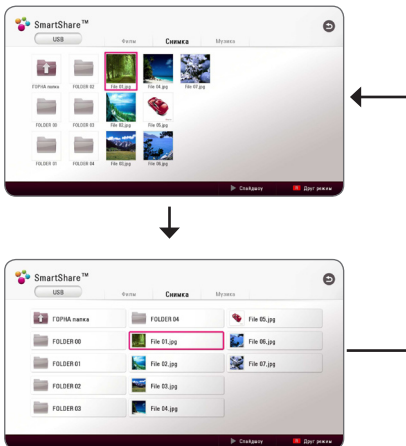 SmartShare™
USB
Филм Снимка Музика
ГОРНА папка FOLDER 02 File 01.jpg File 04.jpg File 07.jpg
FOLDER 00 FOLDER 03 File 02.jpg File 05.jpg
FOLDER 01 FOLDER 04 File 03.jpg File 06.jpg
Слайдшоу Друг режим
SmartShare™
USB
Филм Снимка Музика
ГОРНА папка FOLDER 04 File 05.jpg
FOLDER 00 File 01.jpg File 06.jpg
FOLDER 01 File 02.jpg File 07.jpg
FOLDER 02 File 03.jpg
FOLDER 03 File 04.jpg
Слайдшоу Друг режим